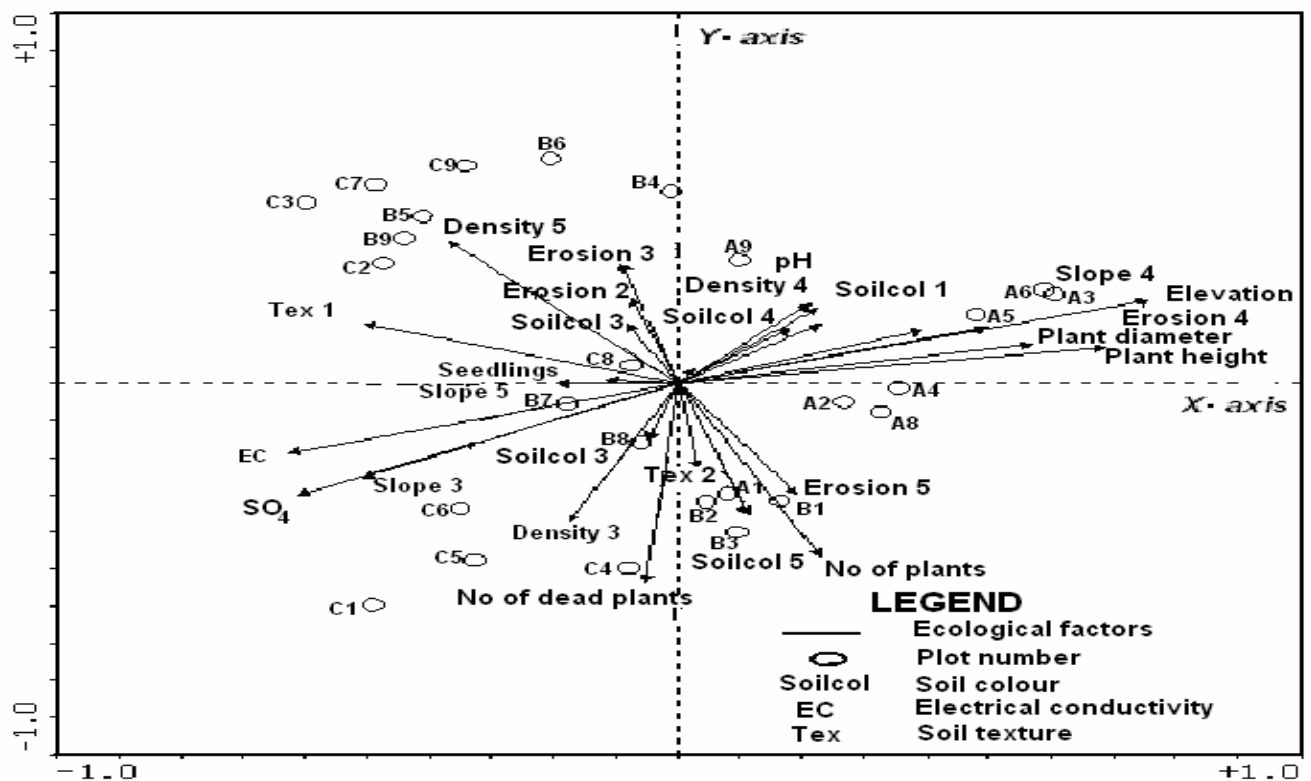 +1.0
Y- axis
B6
C9
C7
B4
C3
B5
Density 5
B9
A9
Erosion 3
pH
C2
Slope 4
Density 4
Erosion 2
Soilcol 1
A6
A3
Elevation
Tex 1
Soilcol 3
Soilcol 4
A5
Erosion 4
Plant diameter
C8
Plant height
Seedlings
Slope 5
A4
B7
A2
X- axis
A8
B8
EC
Soilcol 3
Tex 2
Slope 3
A1
Erosion 5
SO4
C6
B2
B1
Density 3
B3
C5
Soilcol 5
C4
No of plants
No of dead plants
C1
LEGEND
Ecological factors
Plot number
Soilcol Soil colour
EC Electrical conductivity
Tex Soil texture
-1.0
-1.0
+1.0